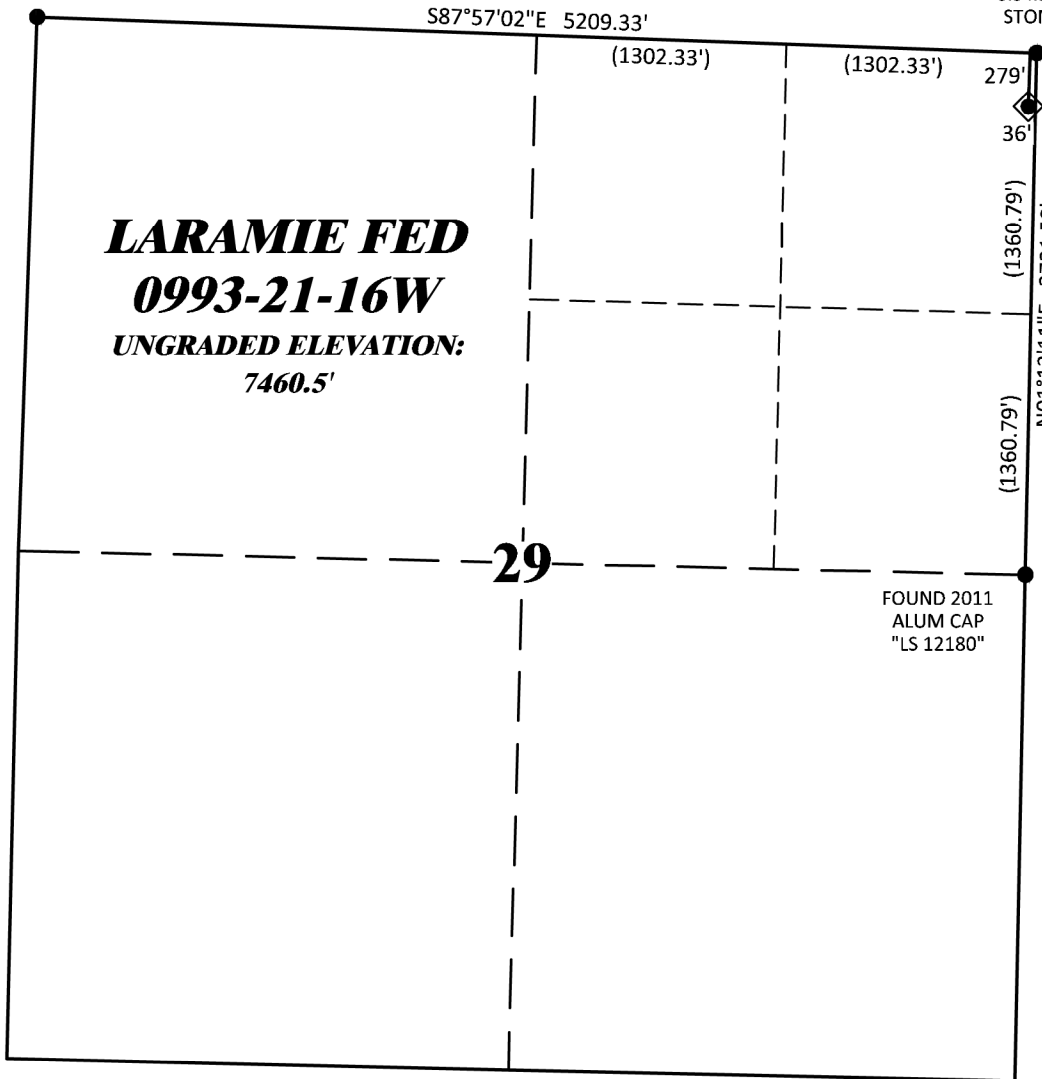 S87°57'02"E 5209.33'
STO
(1302.33')
(1302.33')
279'
36'
(1360.79')
LARAMIE FED
0993-21-16W
UNGRADED ELEVATION:
7460.5'
(1360.79')
29
FOUND 2011
ALUM CAP
"LS 12180"